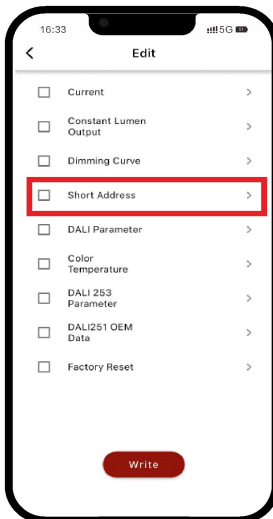 16:33
5G
Edit
Current
Constant Lumen
Output
Dimming Curve
Short Address
DALI Parameter
Color
Temperature
DALI 253
Parameter
DALI251 OEM
Data
Factory Reset
Write